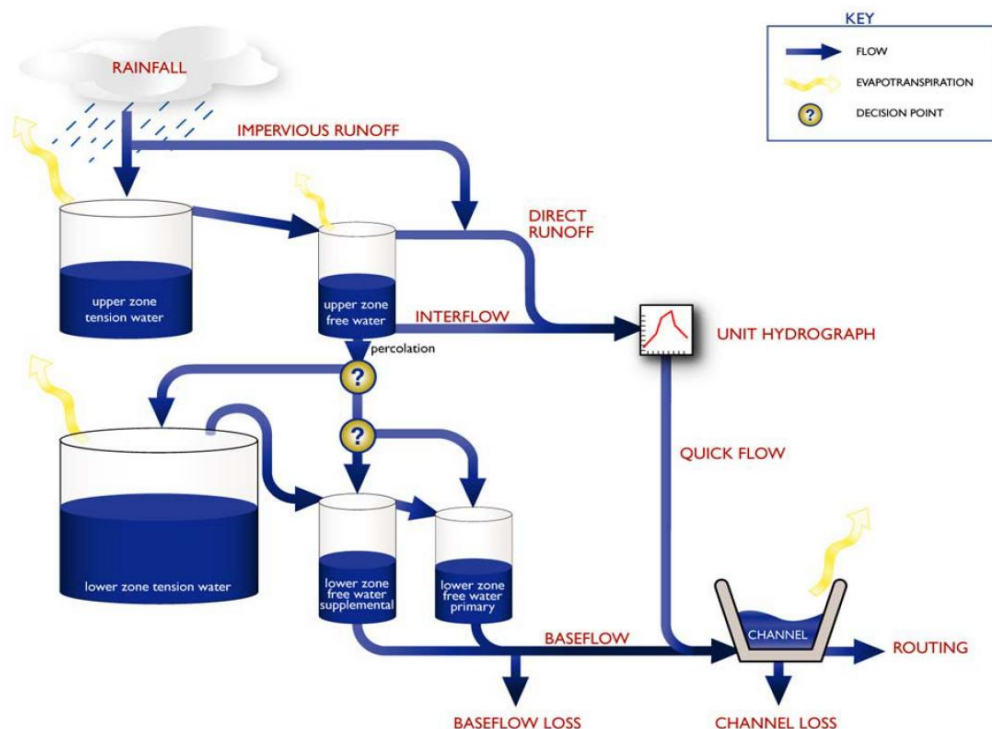 KEY
FLOW
EVAPOTRANSPIRATION
?
DECISION POINT
RAINFALL
IMPERVIOUS RUNOFF
DIRECT
RUNOFF
upper zone
tension water
upper zone
free water
INTERFLOW
UNIT HYDROGRAPH
percolation
?
?
QUICK FLOW
lower zone tension water
lower zone
free water
supplemental
lower zone
free water
primary
BASEFLOW
CHANNEL
ROUTING
BASEFLOW LOSS
CHANNEL LOSS